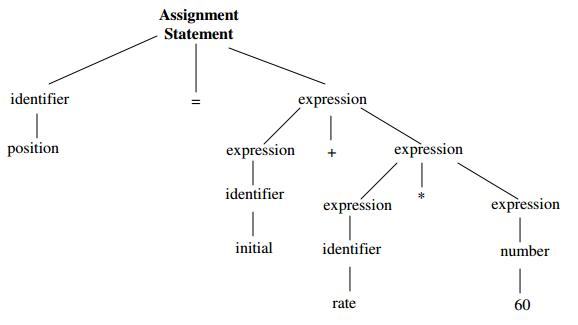 Assignment
Statement
identifier = expression
position expression + expression
identifier expression * expression
initial identifier number
rate 60